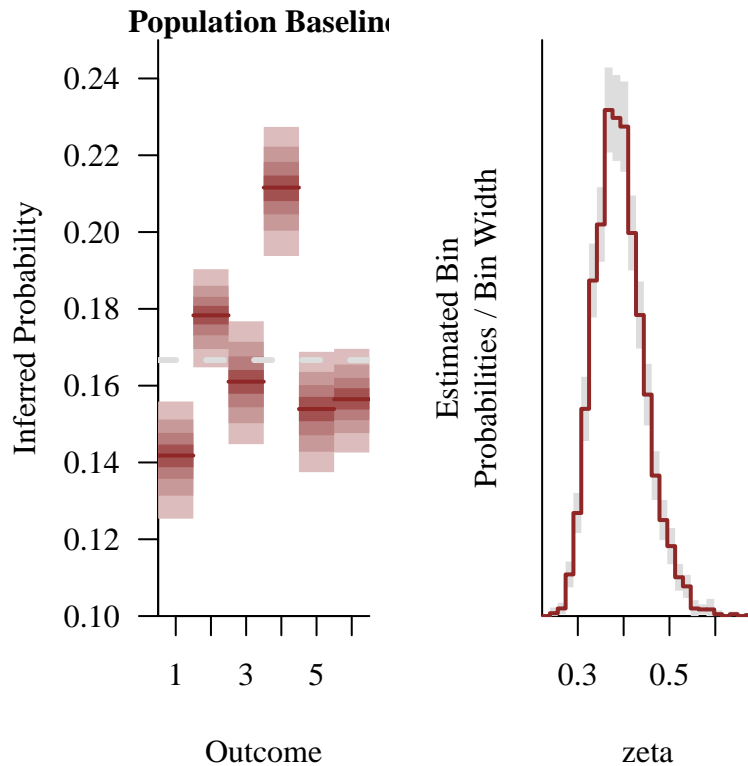 Population Baseline
0.24
0.22
0.20
0.18
0.16
0.14
0.12
0.10
Inferred Probability
1 3 5
Outcome
Estimated Bin
Probabilities / Bin Width
0.3 0.5
zeta